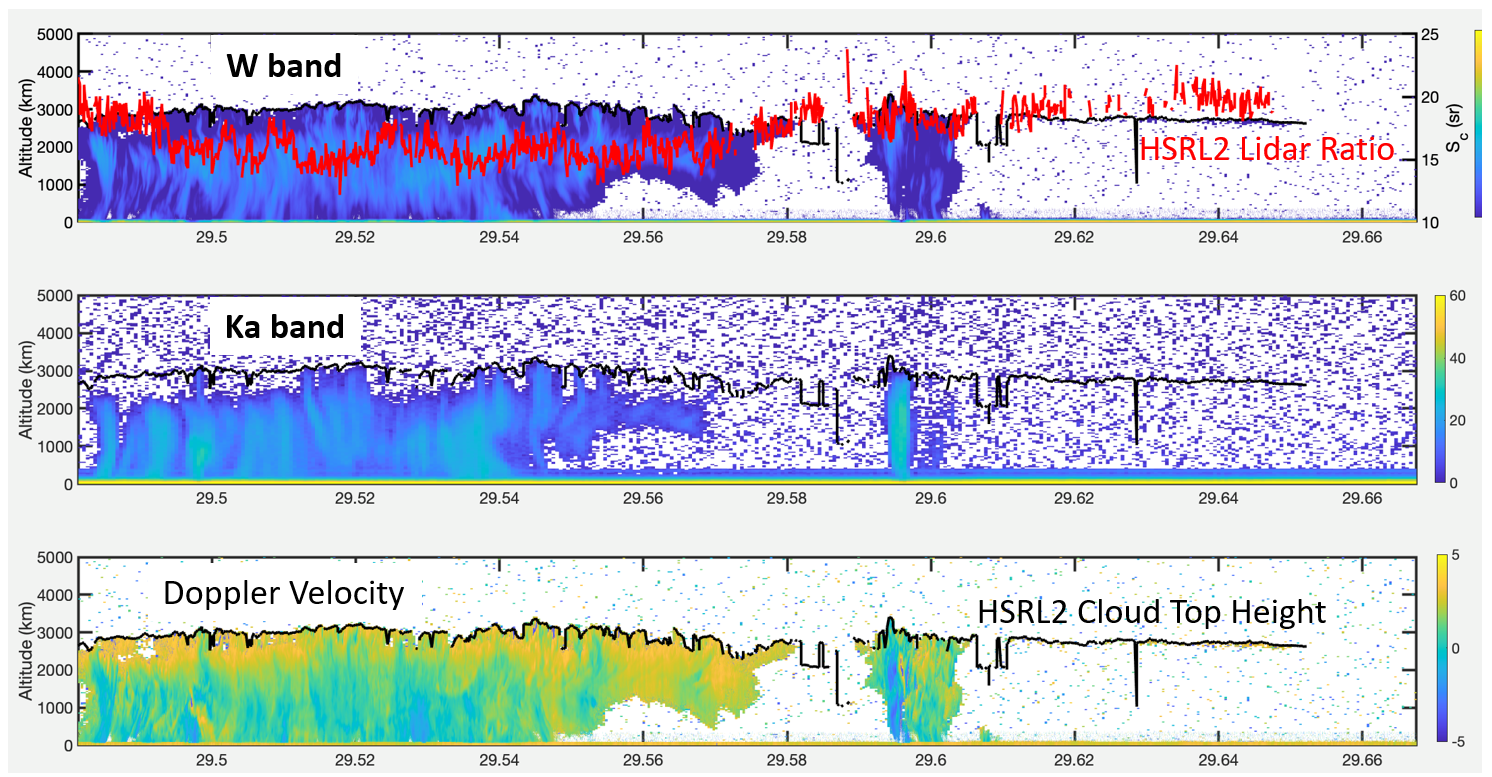 W band
5000
4000
3000
2000
1000
0
Altitude (km)
25
20
15
10
S_c (sr)
HSRL2 Lidar Ratio
29.5 29.52 29.54 29.56 29.58 29.6 29.62 29.64 29.66
Ka band
5000
4000
3000
2000
1000
0
Altitude (km)
60
40
20
0
29.5 29.52 29.54 29.56 29.58 29.6 29.62 29.64 29.66
Doppler Velocity
HSRL2 Cloud Top Height
5000
4000
3000
2000
1000
0
Altitude (km)
5
0
-5
29.5 29.52 29.54 29.56 29.58 29.6 29.62 29.64 29.66